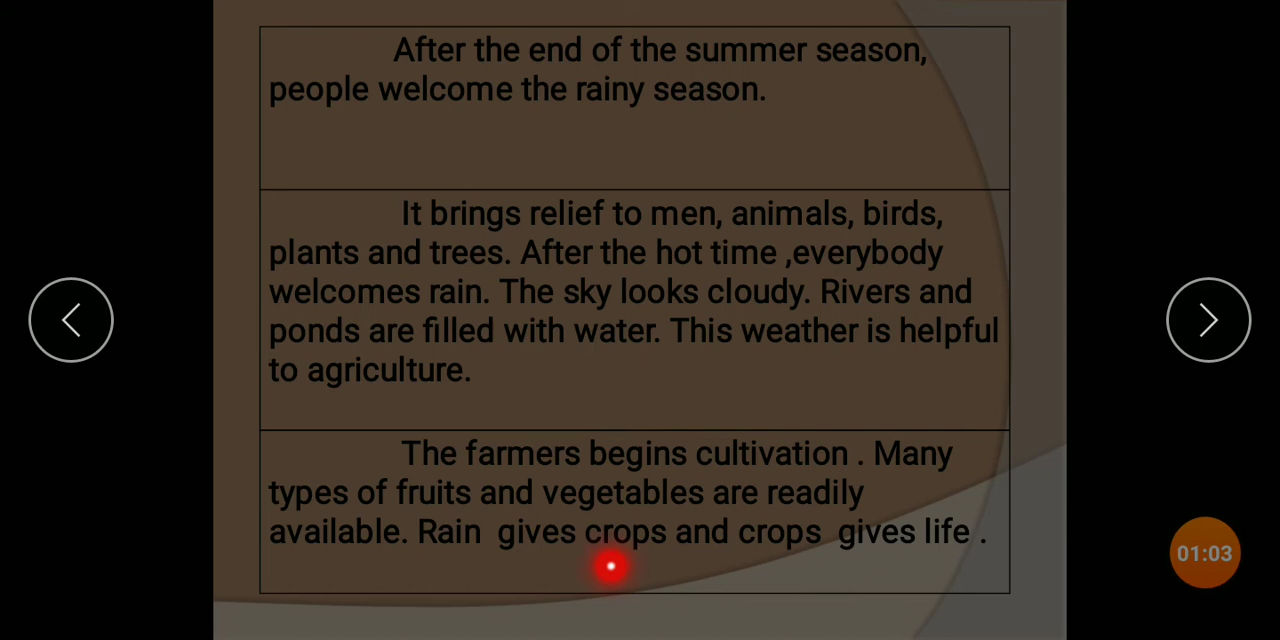 After the end of the summer season,
people welcome the rainy season.
It brings relief to men, animals, birds,
plants and trees. After the hot time ,everybody
welcomes rain. The sky looks cloudy. Rivers and
ponds are filled with water. This weather is helpful
to agriculture.
The farmers begins cultivation . Many
types of fruits and vegetables are readily
available. Rain  gives crops and crops  gives life .
01:03